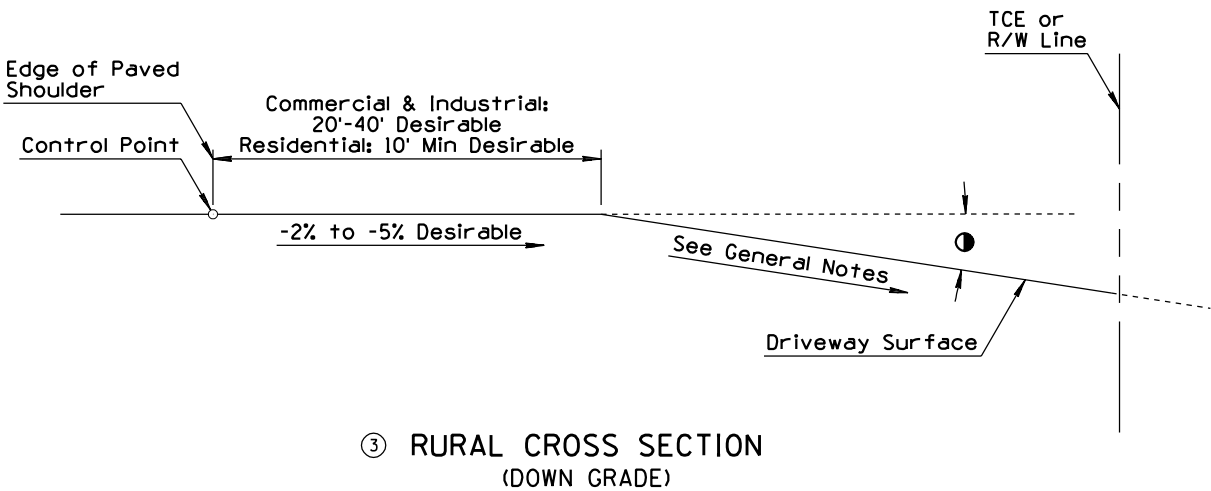 TCE or
R/W Line
Edge of Paved
Shoulder
Commercial & Industrial:
20'-40' Desirable
Residential: 10' Min Desirable
Control Point
-2% to -5% Desirable
See General Notes
Driveway Surface
3 RURAL CROSS SECTION
(DOWN GRADE)